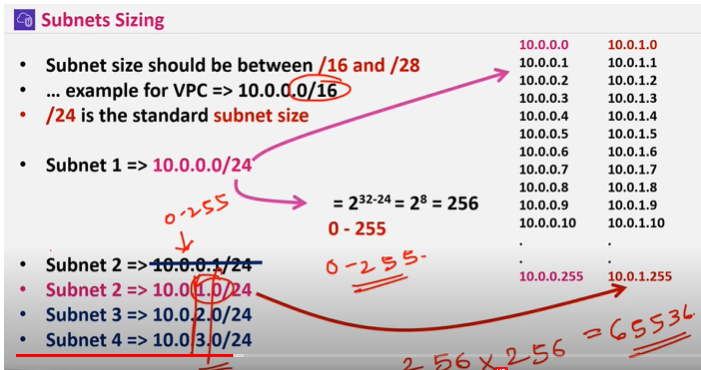 Subnets Sizing
• Subnet size should be between /16 and /28
• ... example for VPC => 10.0.0.0/16
• /24 is the standard subnet size
• Subnet 1 => 10.0.0.0/24
= 2^32-24 = 2^8 = 256
0 - 255
0-255
0-255.
• Subnet 2 => 10.0.0.1/24
• Subnet 2 => 10.0.1.0/24
• Subnet 3 => 10.0.2.0/24
• Subnet 4 => 10.0.3.0/24
256 x 256 = 65536
10.0.0.0 10.0.1.0
10.0.0.1 10.0.1.1
10.0.0.2 10.0.1.2
10.0.0.3 10.0.1.3
10.0.0.4 10.0.1.4
10.0.0.5 10.0.1.5
10.0.0.6 10.0.1.6
10.0.0.7 10.0.1.7
10.0.0.8 10.0.1.8
10.0.0.9 10.0.1.9
10.0.0.10 10.0.1.10
. .
. .
10.0.0.255 10.0.1.255